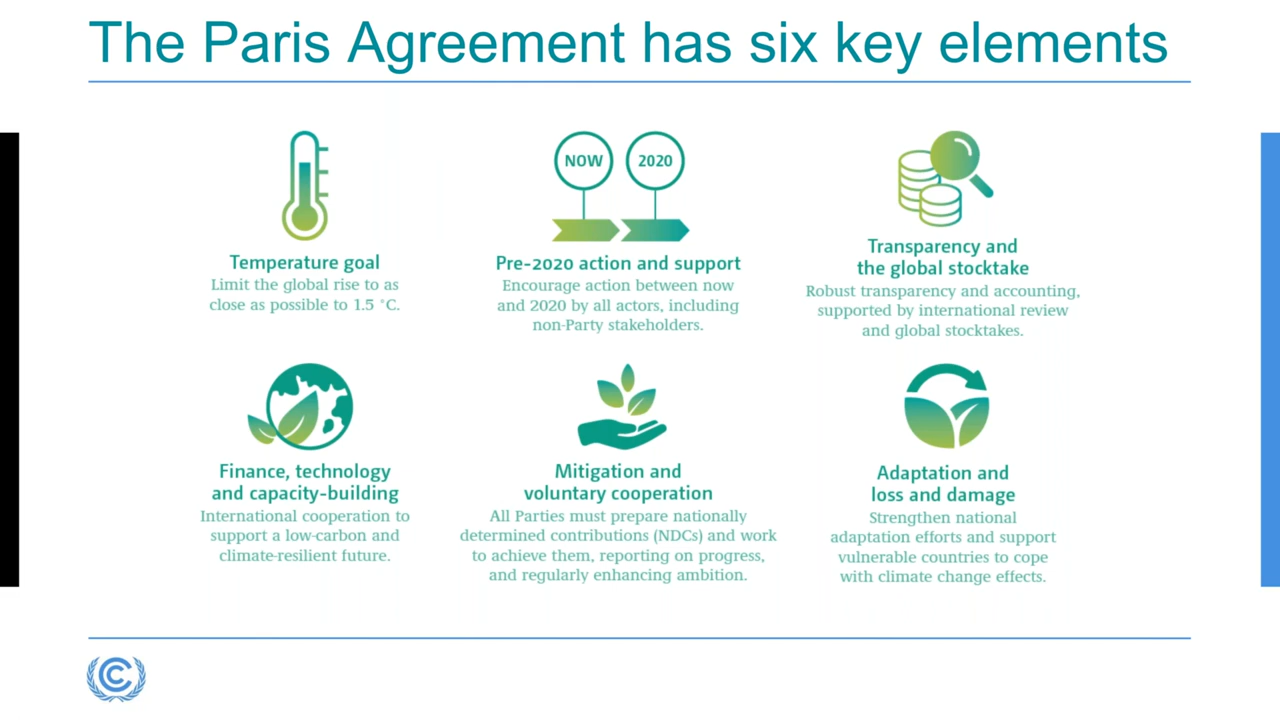 The Paris Agreement has six key elements
NOW
2020
Temperature goal
Limit the global rise to as
close as possible to 1.5 °C.
Pre-2020 action and support
Encourage action between now
and 2020 by all actors, including
non-Party stakeholders.
Transparency and
the global stocktake
Robust transparency and accounting,
supported by international review
and global stocktakes.
Finance, technology
and capacity-building
International cooperation to
support a low-carbon and
climate-resilient future.
Mitigation and
voluntary cooperation
All Parties must prepare nationally
determined contributions (NDCs) and work
to achieve them, reporting on progress,
and regularly enhancing ambition.
Adaptation and
loss and damage
Strengthen national
adaptation efforts and support
vulnerable countries to cope
with climate change effects.